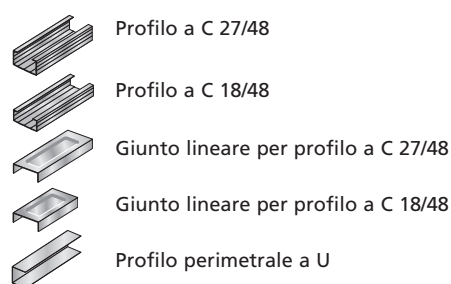 Profilo a C 27/48
Profilo a C 18/48
Giunto lineare per profilo a C 27/48
Giunto lineare per profilo a C 18/48
Profilo perimetrale a U